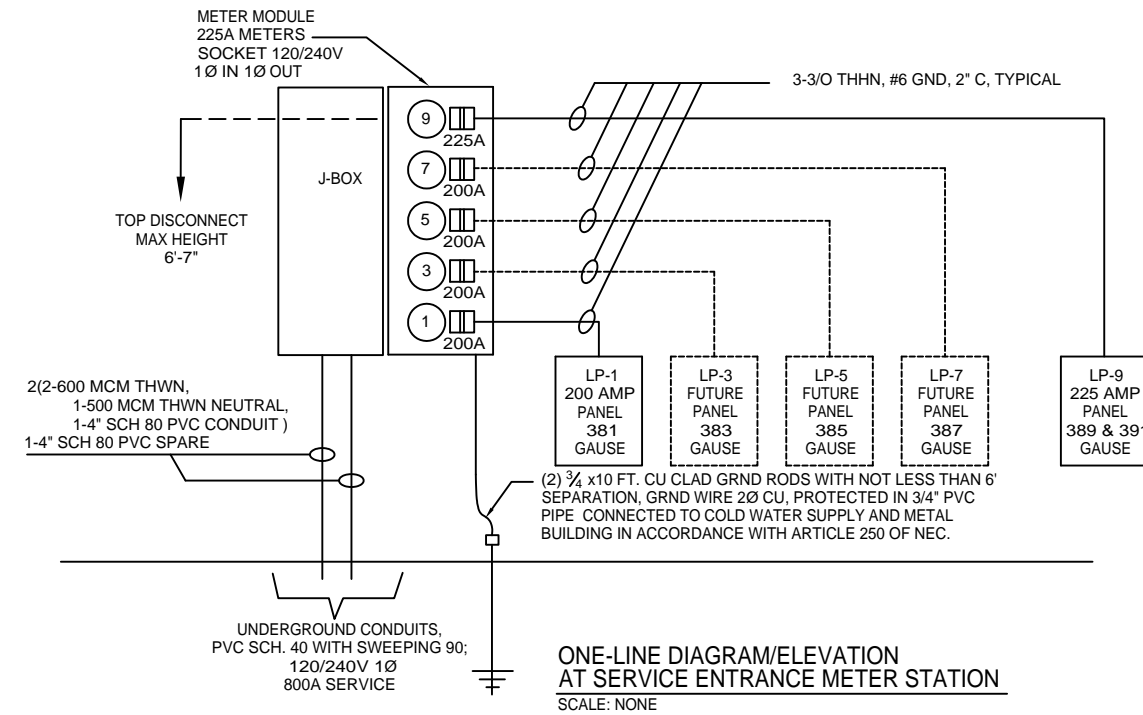 METER MODULE
225A METERS
SOCKET 120/240V
1Ø IN 1Ø OUT
3-3/O THHN, #6 GND, 2" C, TYPICAL
9
225A
7
200A
5
200A
3
200A
1
200A
J-BOX
TOP DISCONNECT
MAX HEIGHT
6'-7"
2(2-600 MCM THWN,
1-500 MCM THWN NEUTRAL,
1-4" SCH 80 PVC CONDUIT )
1-4" SCH 80 PVC SPARE
LP-1
200 AMP
PANEL
381
GAUSE
LP-3
FUTURE
PANEL
383
GAUSE
LP-5
FUTURE
PANEL
385
GAUSE
LP-7
FUTURE
PANEL
387
GAUSE
LP-9
225 AMP
PANEL
389 & 391
GAUSE
(2) ¾ x10 FT. CU CLAD GRND RODS WITH NOT LESS THAN 6'
SEPARATION, GRND WIRE 2Ø CU, PROTECTED IN 3/4" PVC
PIPE CONNECTED TO COLD WATER SUPPLY AND METAL
BUILDING IN ACCORDANCE WITH ARTICLE 250 OF NEC.
UNDERGROUND CONDUITS,
PVC SCH. 40 WITH SWEEPING 90;
120/240V 1Ø
800A SERVICE
ONE-LINE DIAGRAM/ELEVATION
AT SERVICE ENTRANCE METER STATION
SCALE: NONE